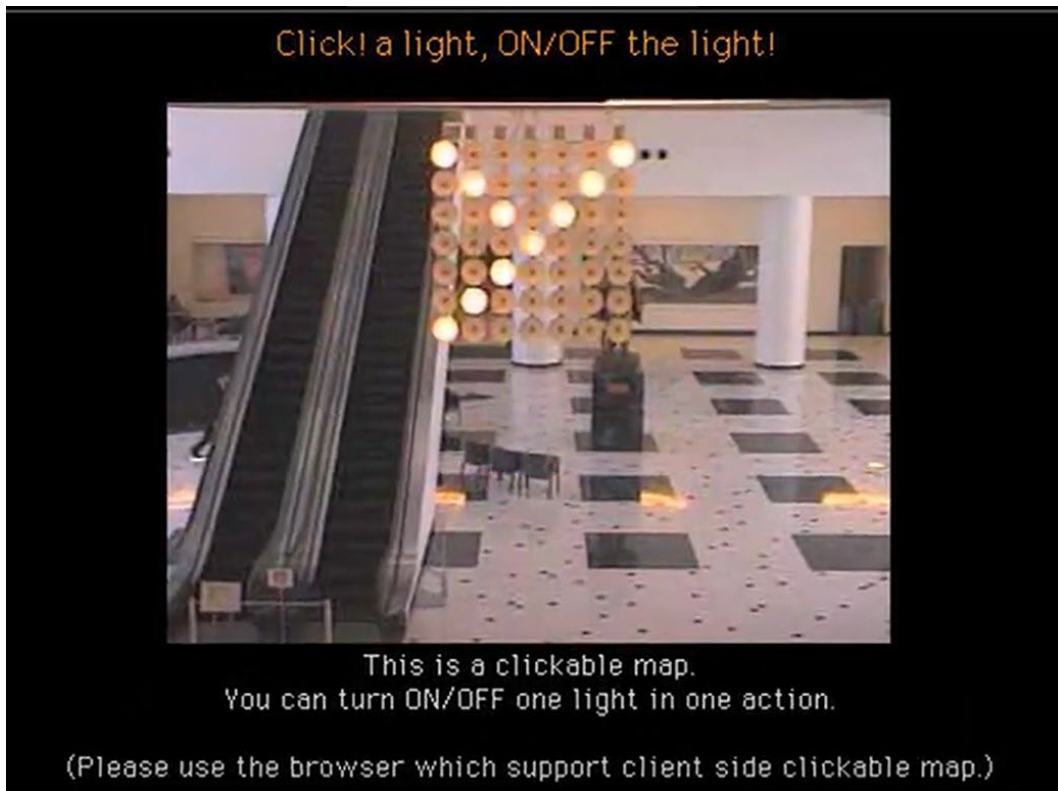 Click! a light, ON/OFF the light!
This is a clickable map.
You can turn ON/OFF one light in one action.
(Please use the browser which support client side clickable map.)